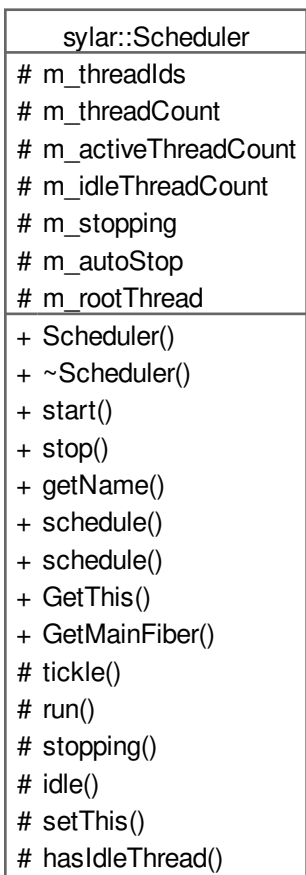 sylar::Scheduler
# m_threadIds
# m_threadCount
# m_activeThreadCount
# m_idleThreadCount
# m_stopping
# m_autoStop
# m_rootThread
+ Scheduler()
+ ~Scheduler()
+ start()
+ stop()
+ getName()
+ schedule()
+ schedule()
+ GetThis()
+ GetMainFiber()
# tickle()
# run()
# stopping()
# idle()
# setThis()
# hasIdleThread()